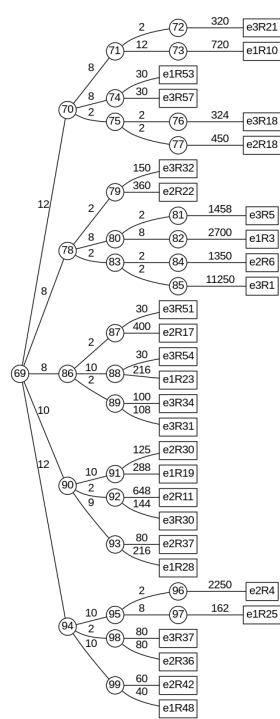 2 72 320 e3R21
71 12 73 720 e1R10
8 30 e1R53
8 74 30 e3R57
70 2 75 2 76 324 e3R18
2 77 450 e2R18
12 150 e3R32
79 360 e2R22
2 2 81 1458 e3R5
78 8 80 8 82 2700 e1R3
8 2 83 2 84 1350 e2R6
2 85 11250 e3R1
30 e3R51
87 400 e2R17
2 30 e3R54
69 8 86 10 88 216 e1R23
2 89 100 e3R34
108 e3R31
10 125 e2R30
10 91 288 e1R19
12 90 2 92 648 e2R11
9 144 e3R30
93 80 e2R37
216 e1R28
2 96 2250 e2R4
10 95 8 97 162 e1R25
94 2 98 80 e3R37
10 80 e2R36
99 60 e2R42
40 e1R48